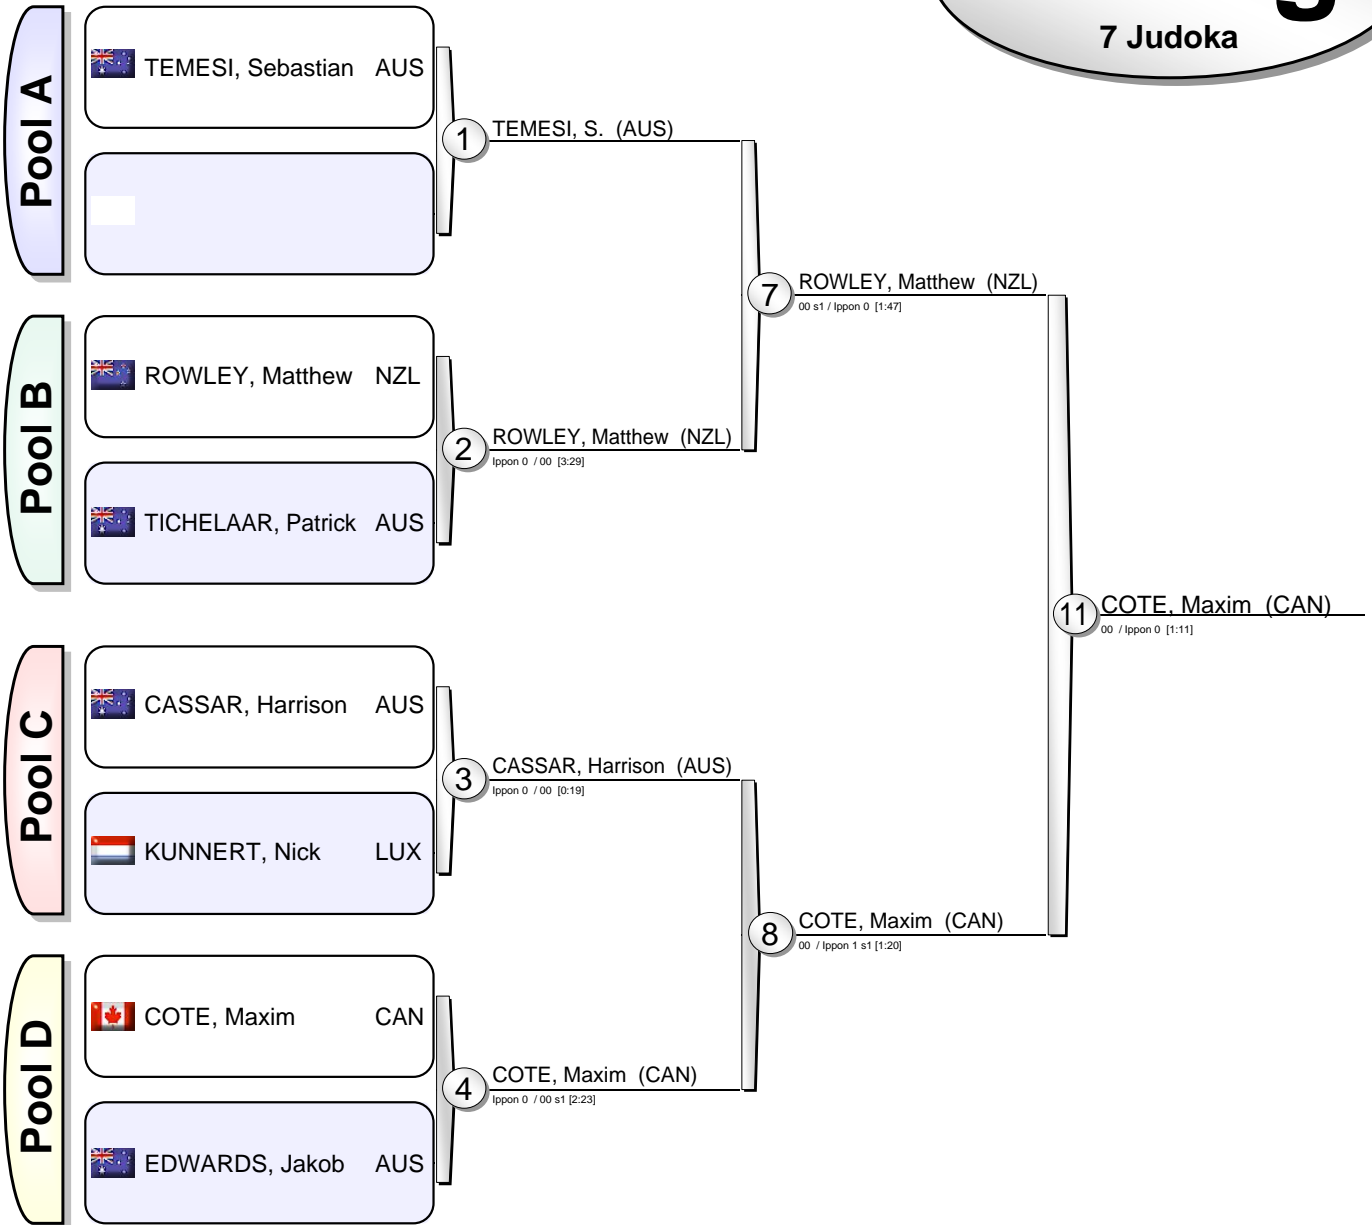 7 Judoka
Pool A
TEMESI, Sebastian AUS
1 TEMESI, S. (AUS)
7 ROWLEY, Matthew (NZL)
00 s1 / Ippon 0 [1:47]
Pool B
ROWLEY, Matthew NZL
2 ROWLEY, Matthew (NZL)
Ippon 0 / 00 [3:29]
TICHELAAR, Patrick AUS
11 COTE, Maxim (CAN)
00 / Ippon 0 [1:11]
Pool C
CASSAR, Harrison AUS
3 CASSAR, Harrison (AUS)
Ippon 0 / 00 [0:19]
KUNNERT, Nick LUX
8 COTE, Maxim (CAN)
00 / Ippon 1 s1 [1:20]
Pool D
COTE, Maxim CAN
4 COTE, Maxim (CAN)
Ippon 0 / 00 s1 [2:23]
EDWARDS, Jakob AUS